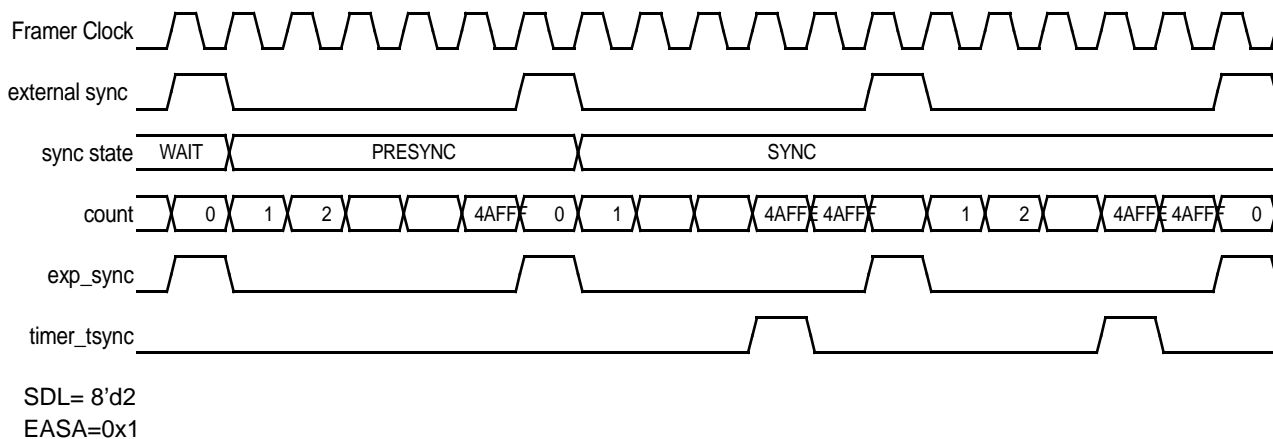 Framer Clock
external sync
sync state WAIT PRESYNC SYNC
count 0 1 2 4AFFF 0 1 4AFFE 4AFFF 1 2 4AFFE 4AFFF 0
exp_sync
timer_tsync
SDL= 8’d2
EASA=0x1